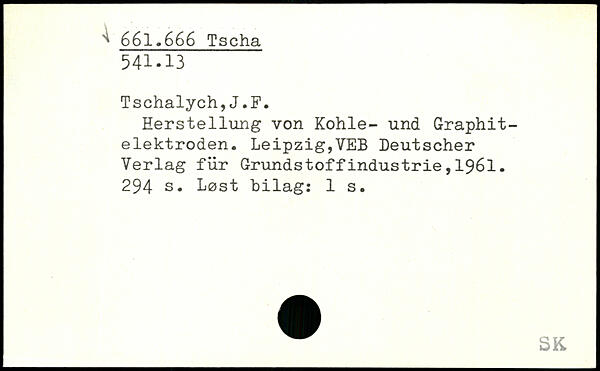 661.666 Tscha
541.13
Tschalych,J.F.
Herstellung von Kohle- und Graphit-
elektroden. Leipzig,VEB Deutscher
Verlag für Grundstoffindustrie,1961.
294 s. Løst bilag: 1 s.
SK